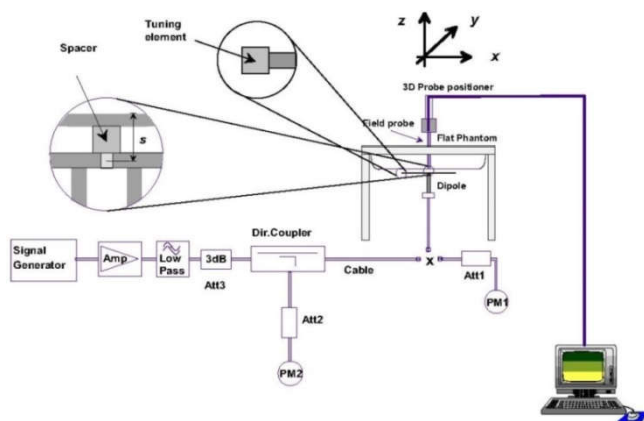 Tuning
element
Spacer
s
z
y
x
3D Probe positioner
Field probe
Flat Phantom
Dipole
Signal
Generator
Amp
Low
Pass
3dB
Att3
Dir.Coupler
Cable
x
Att1
PM1
Att2
PM2